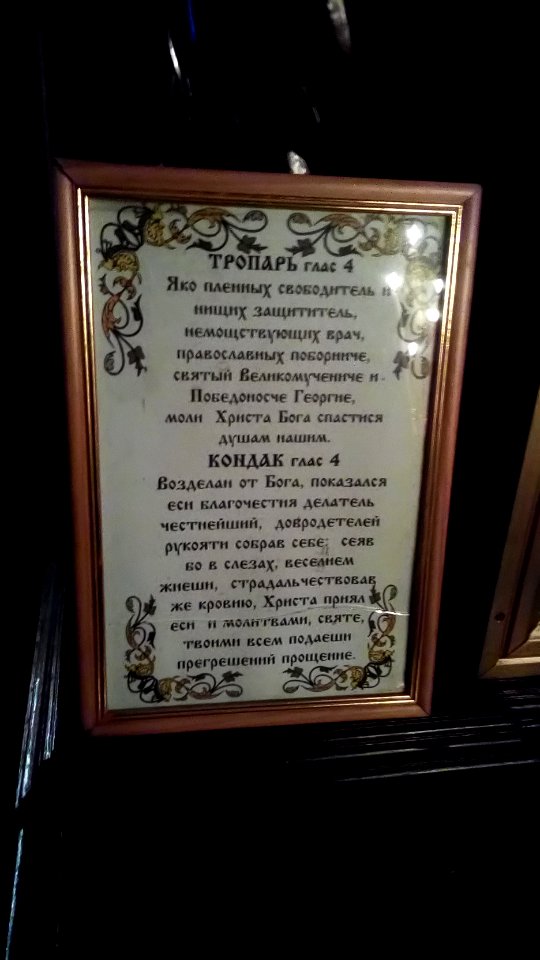 ТРОПАРЬ глас 4
Яко пленных свободитель и
нищих защититель,
немощствующих врач,
православных поборниче,
святый Великомучениче и
Победоносче Георгие,
моли Христа Бога спастися
душам нашим.
КОНДАК глас 4
Возделан от Бога, показался
еси благочестия делатель
честнейший, добродетелей
рукояти собрав себе: сеяв
бо в слезах, веселием
жнеши, страдальчествовав
же кровию, Христа приял
еси и молитвами, святе,
твоими всем подаеши
прегрешений прощение.